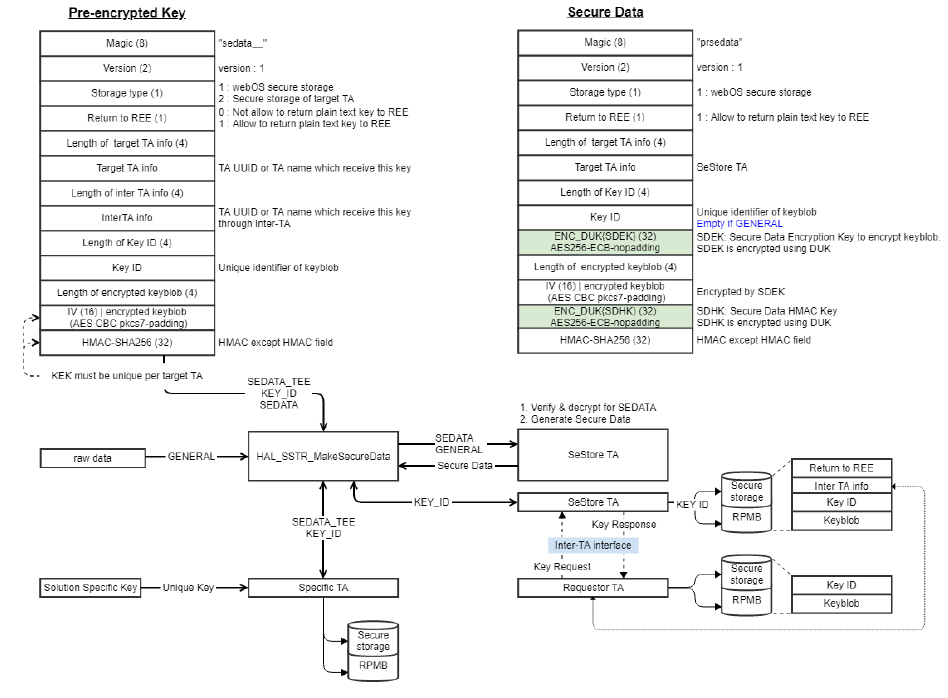 Pre-encrypted Key
Magic (8)
"sedata__"
Version (2)
version : 1
Storage type (1)
1 : webOS secure storage
2 : Secure storage of target TA
Return to REE (1)
0 : Not allow to return plain text key to REE
1 : Allow to return plain text key to REE
Length of target TA info (4)
Target TA info
TA UUID or TA name which receive this key
Length of inter TA info (4)
InterTA info
TA UUID or TA name which receive this key
through Inter-TA
Length of Key ID (4)
Key ID
Unique identifier of keyblob
Length of encrypted keyblob (4)
IV (16) | encrypted keyblob
(AES CBC pkcs7-padding)
HMAC-SHA256 (32)
HMAC except HMAC field
KEK must be unique per target TA
Secure Data
Magic (8)
"prsedata"
Version (2)
version : 1
Storage type (1)
1 : webOS secure storage
Return to REE (1)
1 : Allow to return plain text key to REE
Length of target TA info (4)
Target TA info
SeStore TA
Length of Key ID (4)
Key ID
Unique identifier of keyblob
Empty if GENERAL
ENC_DUK{SDEK} (32)
AES256-ECB-nopadding
SDEK: Secure Data Encryption Key to encrypt keyblob.
SDEK is encrypted using DUK
Length of encrypted keyblob (4)
IV (16) | encrypted keyblob
(AES CBC pkcs7-padding)
Encrypted by SDEK
ENC_DUK{SDHK} (32)
AES256-ECB-nopadding
SDHK: Secure Data HMAC Key
SDHK is encrypted using DUK
HMAC-SHA256 (32)
HMAC except HMAC field
SEDATA_TEE
KEY_ID
SEDATA
raw data
GENERAL
HAL_SSTR_MakeSecureData
SEDATA
GENERAL
Secure Data
1. Verify & decrypt for SEDATA
2. Generate Secure Data
SeStore TA
KEY_ID
SeStore TA
KEY ID
Secure
storage
RPMB
Return to REE
Inter TA info
Key ID
Keyblob
SEDATA_TEE
KEY_ID
Key Response
Inter-TA interface
Key Request
Solution Specific Key
Unique Key
Specific TA
Requestor TA
Secure
storage
RPMB
Key ID
Keyblob
Secure
storage
RPMB